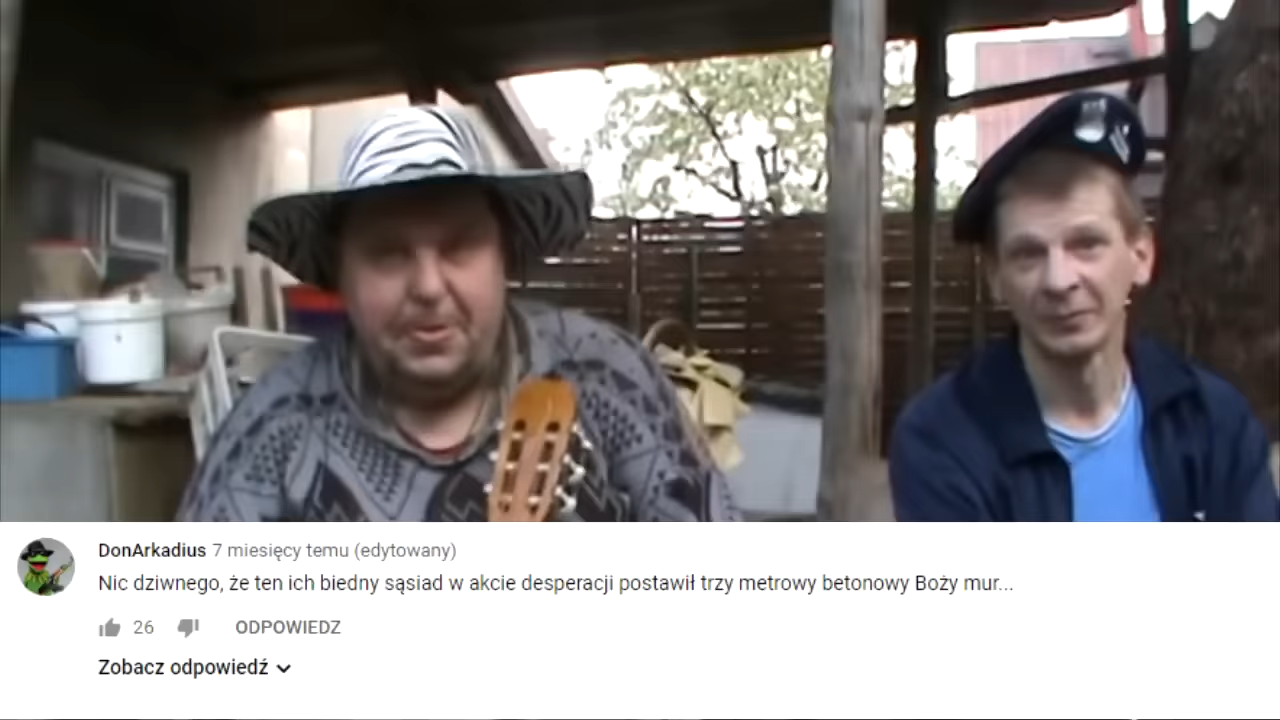 DonArkadius 7 miesięcy temu (edytowany)
Nic dziwnego, że ten ich biedny sąsiad w akcie desperacji postawił trzy metrowy betonowy Boży mur...
26 ODPOWIEDZ
Zobacz odpowiedź